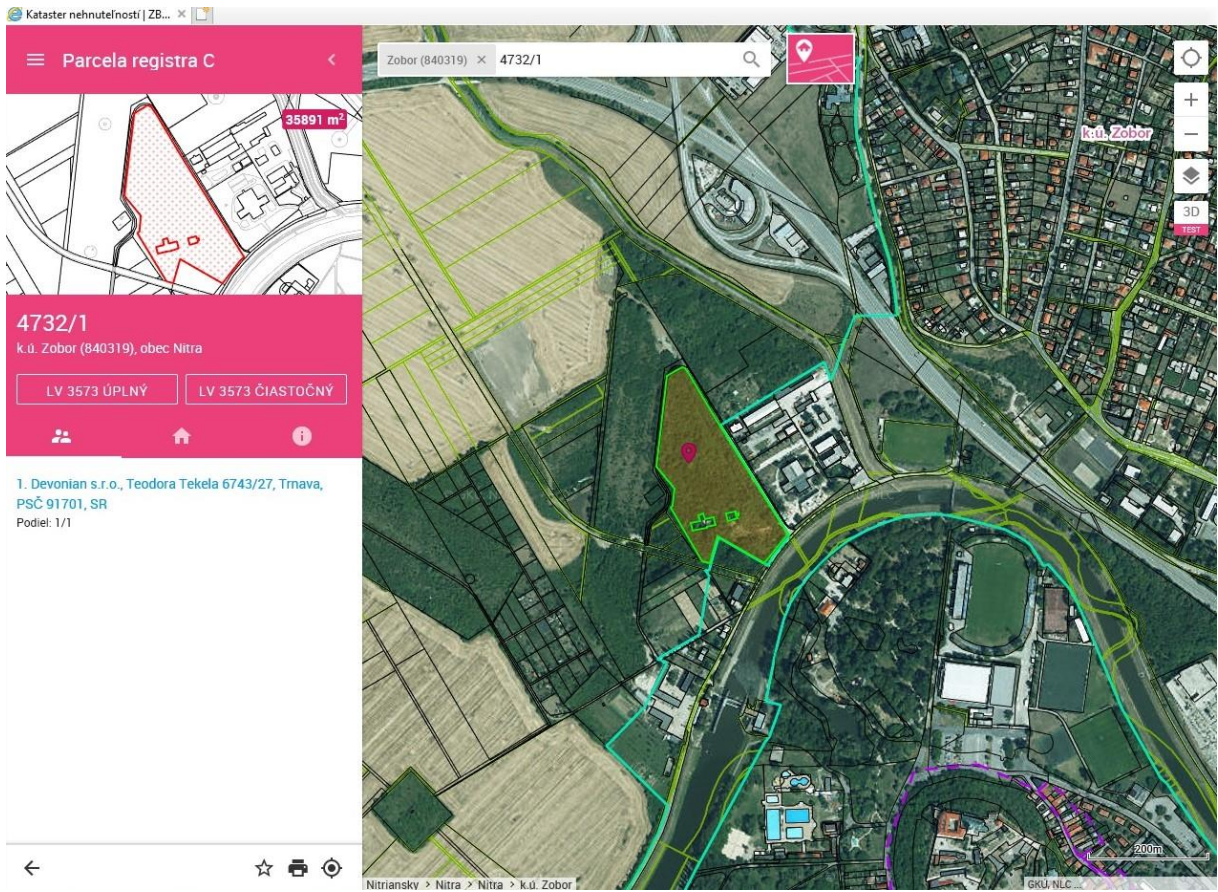 Kataster nehnuteľností | ZB...
Parcela registra C
35891 m²
4732/1
k.ú. Zobor (840319), obec Nitra
LV 3573 ÚPLNÝ
LV 3573 ČIASTOČNÝ
1. Devonian s.r.o., Teodora Tekela 6743/27, Trnava,
PSČ 91701, SR
Podiel: 1/1
Zobor (840319) × 4732/1
k.ú. Zobor
3D
TEST
200m
Nitriansky > Nitra > Nitra > k.ú. Zobor
GKÚ, NLC ...